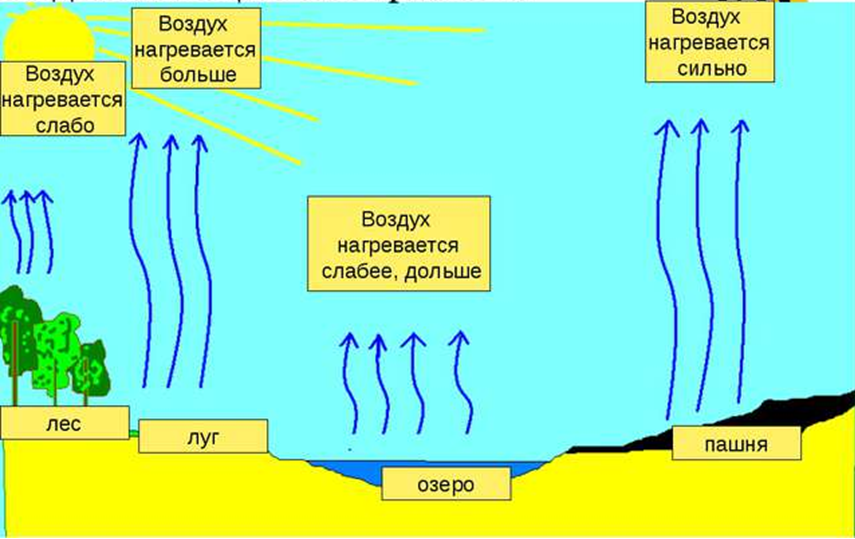 Воздух
нагревается
слабо
Воздух
нагревается
больше
Воздух
нагревается
слабее, дольше
Воздух
нагревается
сильно
лес
луг
озеро
пашня